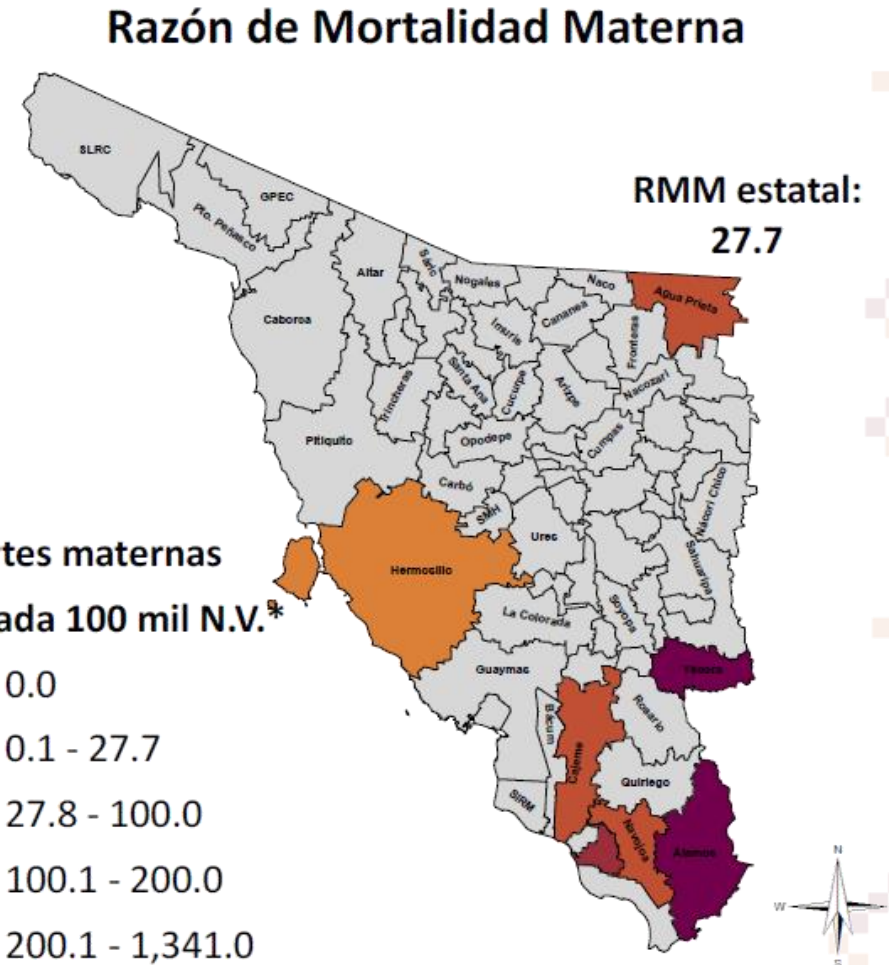 Razón de Mortalidad Materna
RMM estatal:
27.7
SLRC
GPEC
Pto. Peñasco
Altar
Sáric
Nogales
Naco
Agua Prieta
Caborca
Imuris
Cananea
Fronteras
Trincheras
Santa Ana
Cucurpe
Arizpe
Nacozari
Pitiquito
Opodepe
Cumpas
Carbó
SMH
Nácori Chico
Ures
Sahuaripa
Hermosillo
La Colorada
Soyopa
Guaymas
Yécora
Bácum
Rosario
Cajeme
Quiriego
SIRM
Navojoa
Álamos
tes maternas
ada 100 mil N.V.*
0.0
0.1 - 27.7
27.8 - 100.0
100.1 - 200.0
200.1 - 1,341.0
N
W
S